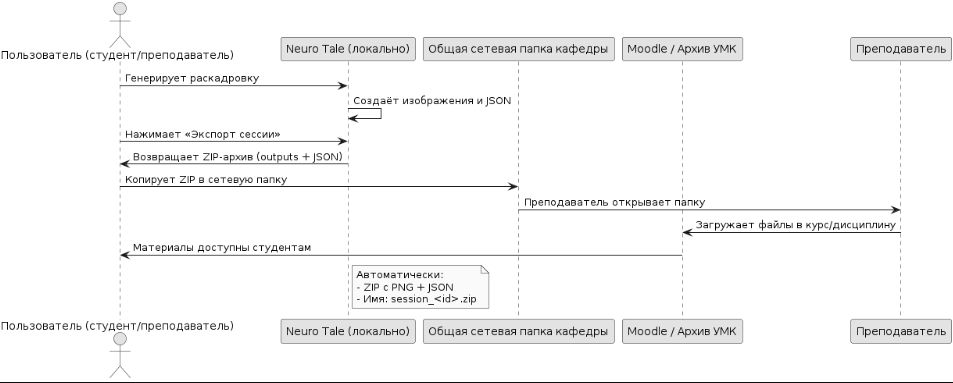 Пользователь (студент/преподаватель)
Neuro Tale (локально)
Общая сетевая папка кафедры
Moodle / Архив УМК
Преподаватель
Генерирует раскадровку
Создаёт изображения и JSON
Нажимает «Экспорт сессии»
Возвращает ZIP-архив (outputs + JSON)
Копирует ZIP в сетевую папку
Преподаватель открывает папку
Загружает файлы в курс/дисциплину
Материалы доступны студентам
Автоматически:
- ZIP с PNG + JSON
- Имя: session_<id>.zip
Пользователь (студент/преподаватель)
Neuro Tale (локально)
Общая сетевая папка кафедры
Moodle / Архив УМК
Преподаватель